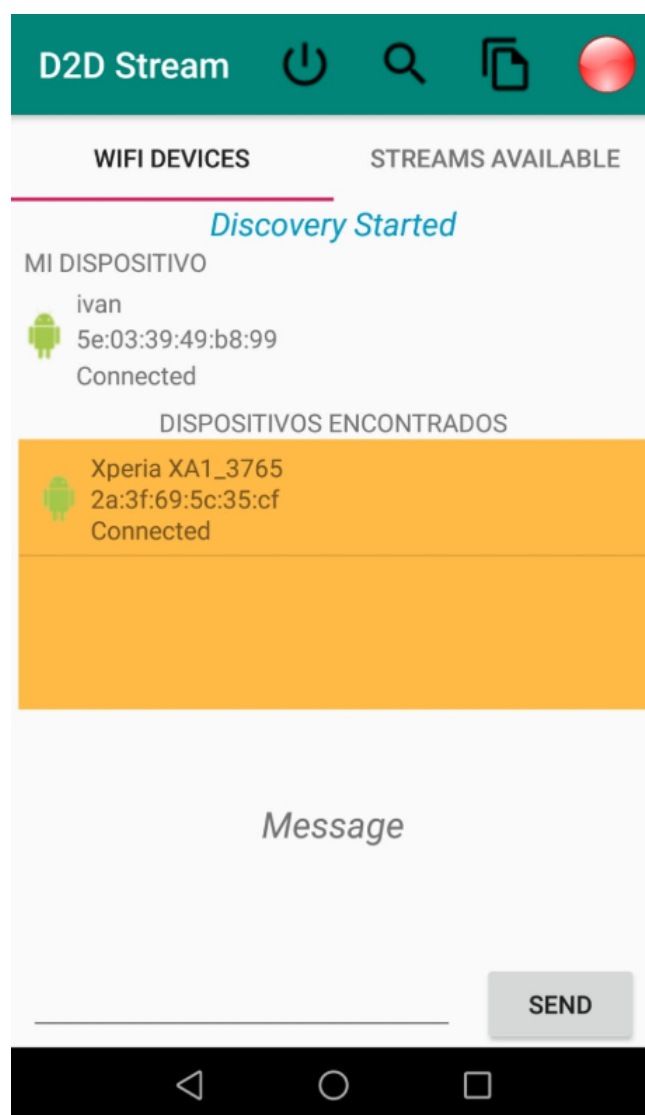 D2D Stream
WIFI DEVICES
STREAMS AVAILABLE
Discovery Started
MI DISPOSITIVO
ivan
5e:03:39:49:b8:99
Connected
DISPOSITIVOS ENCONTRADOS
Xperia XA1_3765
2a:3f:69:5c:35:cf
Connected
Message
SEND